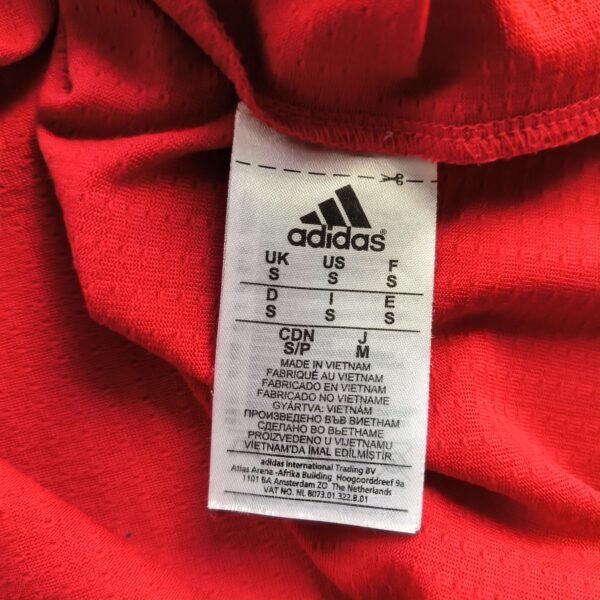 adidas®
UK US F
S S S
D I E
S S S
CDN J
S/P M
MADE IN VIETNAM
FABRIQUÉ AU VIETNAM
FABRICADO EN VIETNAM
FABRICADO NO VIETNAME
GYÁRTVA: VIETNÁM
ПРОИЗВЕДЕНО ВЪВ ВИЕТНАМ
СДЕЛАНО ВО ВЬЕТНАМЕ
PROIZVEDENO U VIJETNAMU
VIETNAM'DA İMAL EDİLMİŞTİR
adidas International Trading BV
Atlas Arena -Afrika Building Hoogoorddreef 9a
1101 BA Amsterdam ZO The Netherlands
VAT NO. NL 8073.01.322.B.01